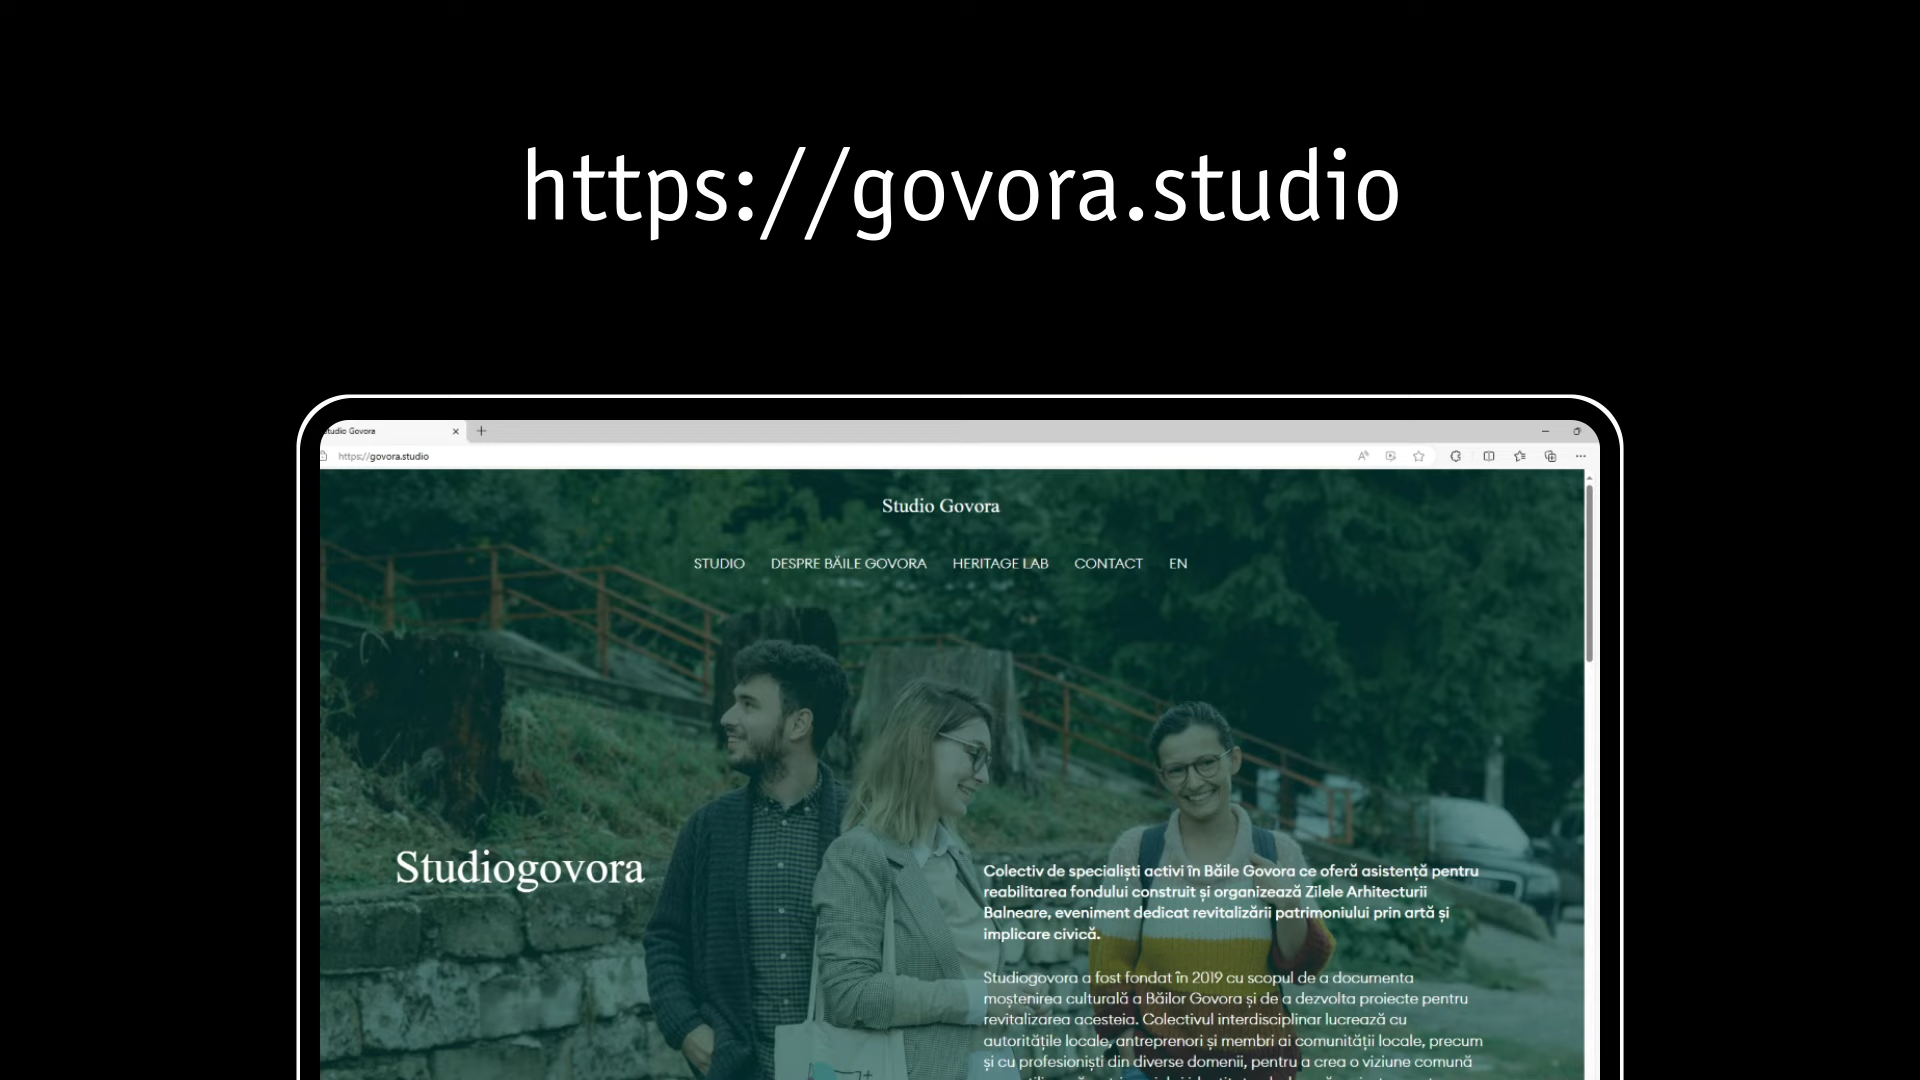 https://govora.studio
Studio Govora
https://govora.studio
Studio Govora
STUDIO DESPRE BĂILE GOVORA HERITAGE LAB CONTACT EN
Studiogovora
Colectiv de specialiști activi în Băile Govora ce oferă asistență pentru
reabilitarea fondului construit și organizează Zilele Arhitecturii
Balneare, eveniment dedicat revitalizării patrimoniului prin artă și
implicare civică.
Studiogovora a fost fondat în 2019 cu scopul de a documenta
moștenirea culturală a Băilor Govora și de a dezvolta proiecte pentru
revitalizarea acesteia. Colectivul interdisciplinar lucrează cu
autoritățile locale, antreprenori și membri ai comunității locale, precum
și cu profesioniști din diverse domenii, pentru a crea o viziune comună